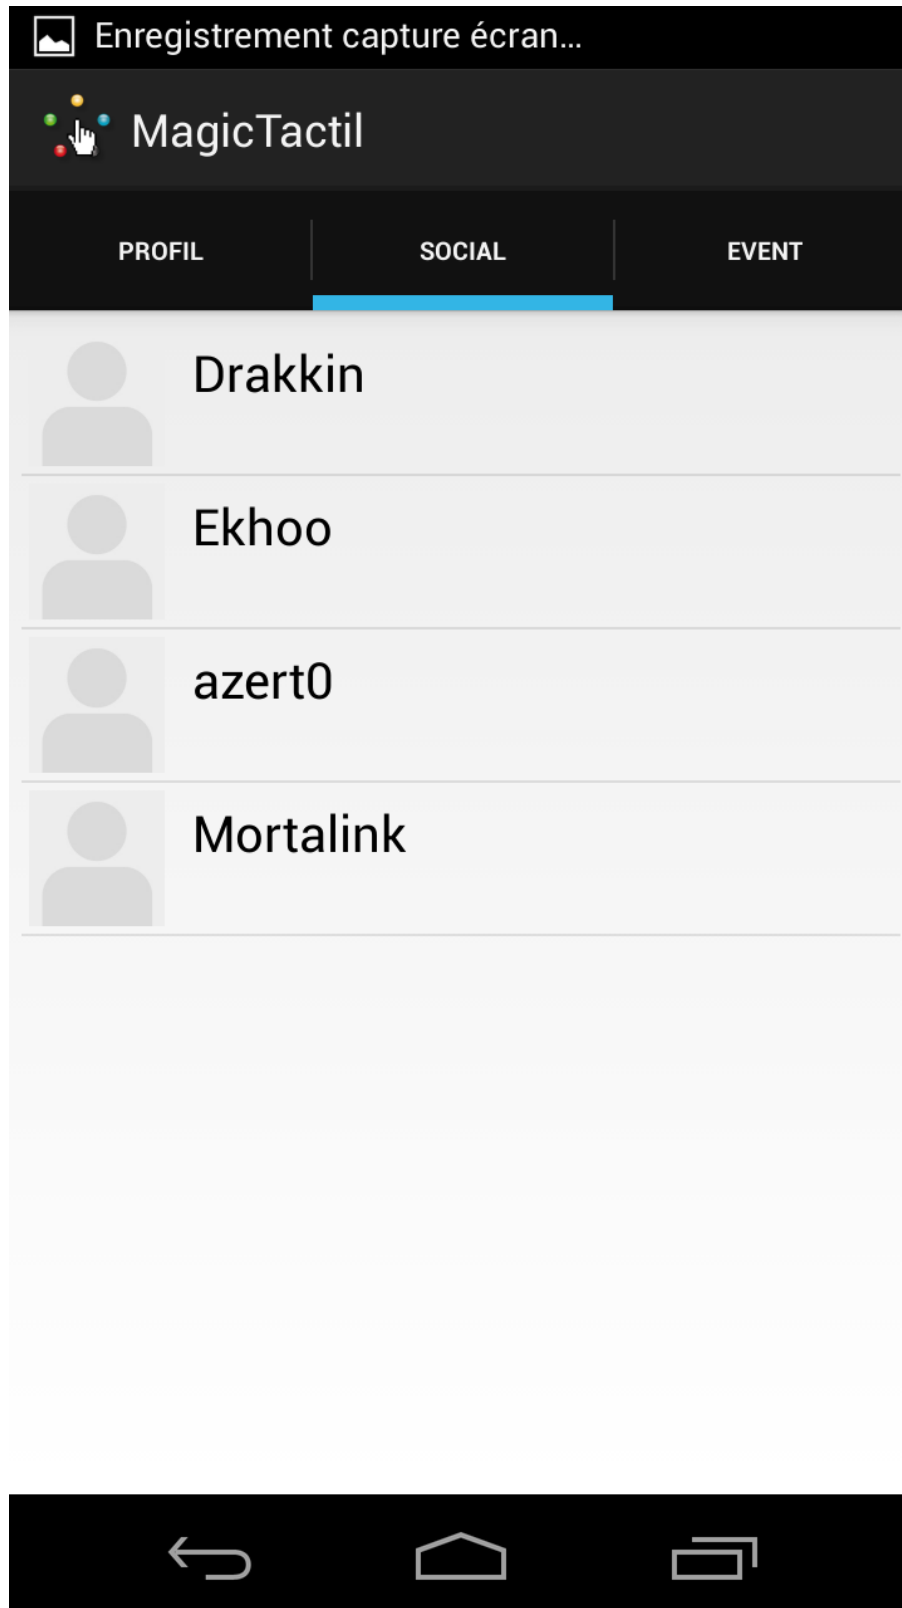 Enregistrement capture écran...
MagicTactil
PROFIL SOCIAL EVENT
Drakkin
Ekhoo
azert0
Mortalink